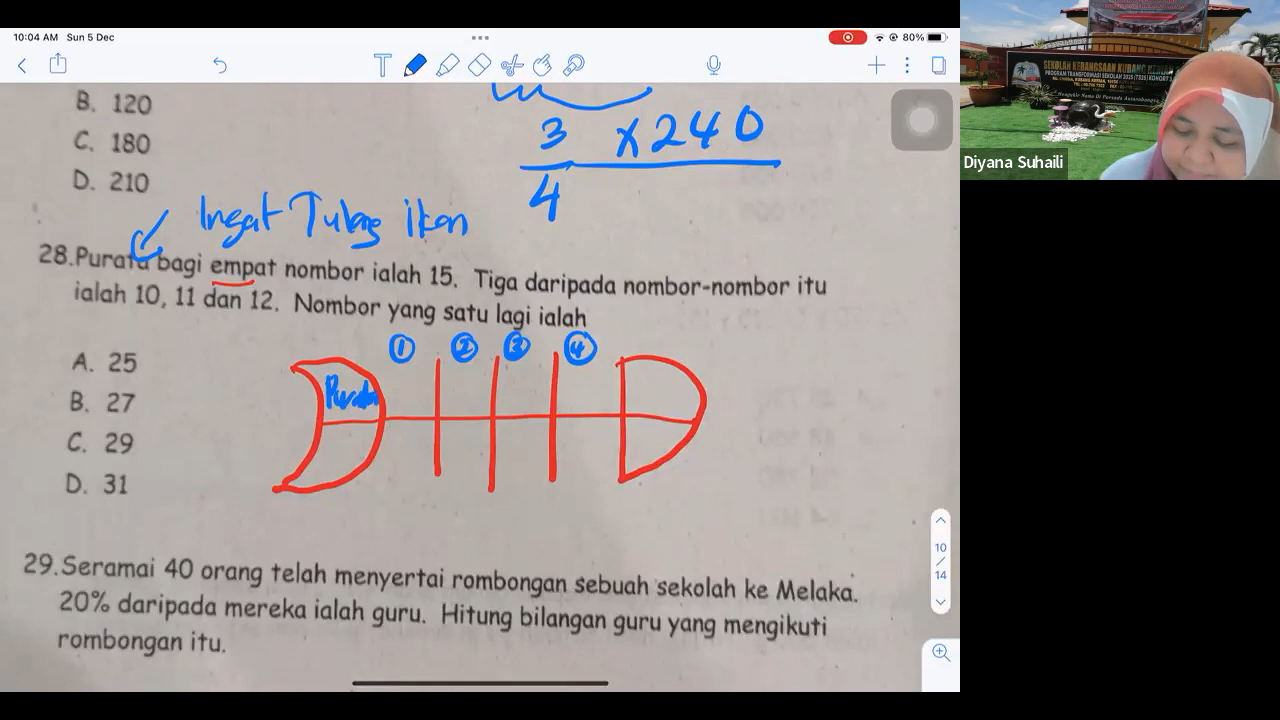 10:04 AM Sun 5 Dec
80%
B. 120
C. 180
D. 210
3 x 240
4
Ingat Tulang ikan
28. Purata bagi empat nombor ialah 15. Tiga daripada nombor-nombor itu
ialah 10, 11 dan 12. Nombor yang satu lagi ialah
A. 25
B. 27
C. 29
D. 31
1 2 3 4
Purata
29. Seramai 40 orang telah menyertai rombongan sebuah sekolah ke Melaka.
20% daripada mereka ialah guru. Hitung bilangan guru yang mengikuti
rombongan itu.
10
/
14
SEKOLAH KEBANGSAAN KUBANG KERIAN
Diyana Suhaili